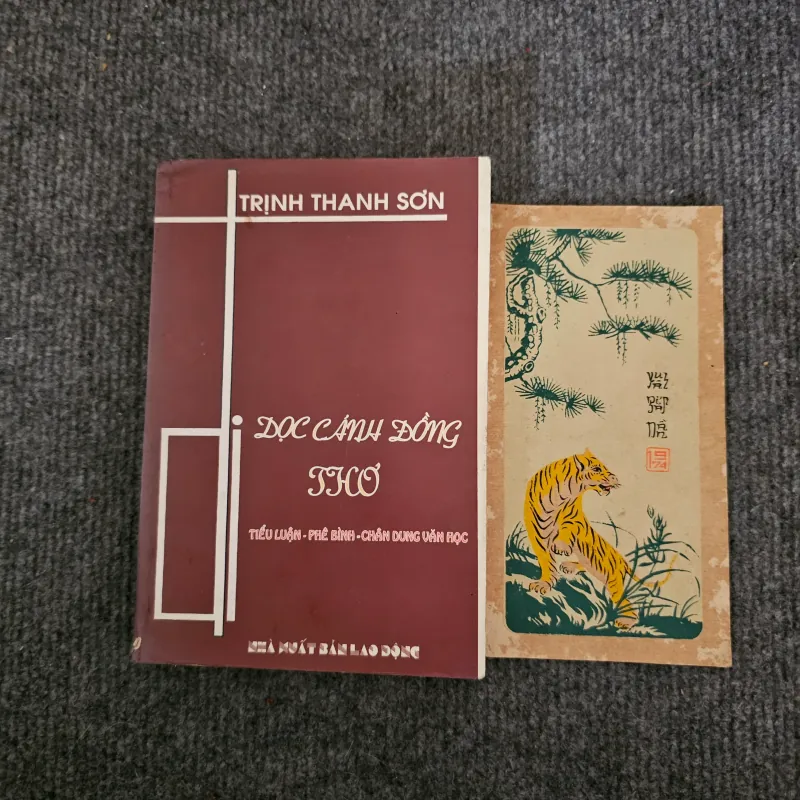 TRỊNH THANH SƠN
đi
DỌC CÁNH ĐỒNG
THƠ
TIỂU LUẬN - PHÊ BÌNH - CHÂN DUNG VĂN HỌC
NHÀ XUẤT BẢN LAO ĐỘNG
1974